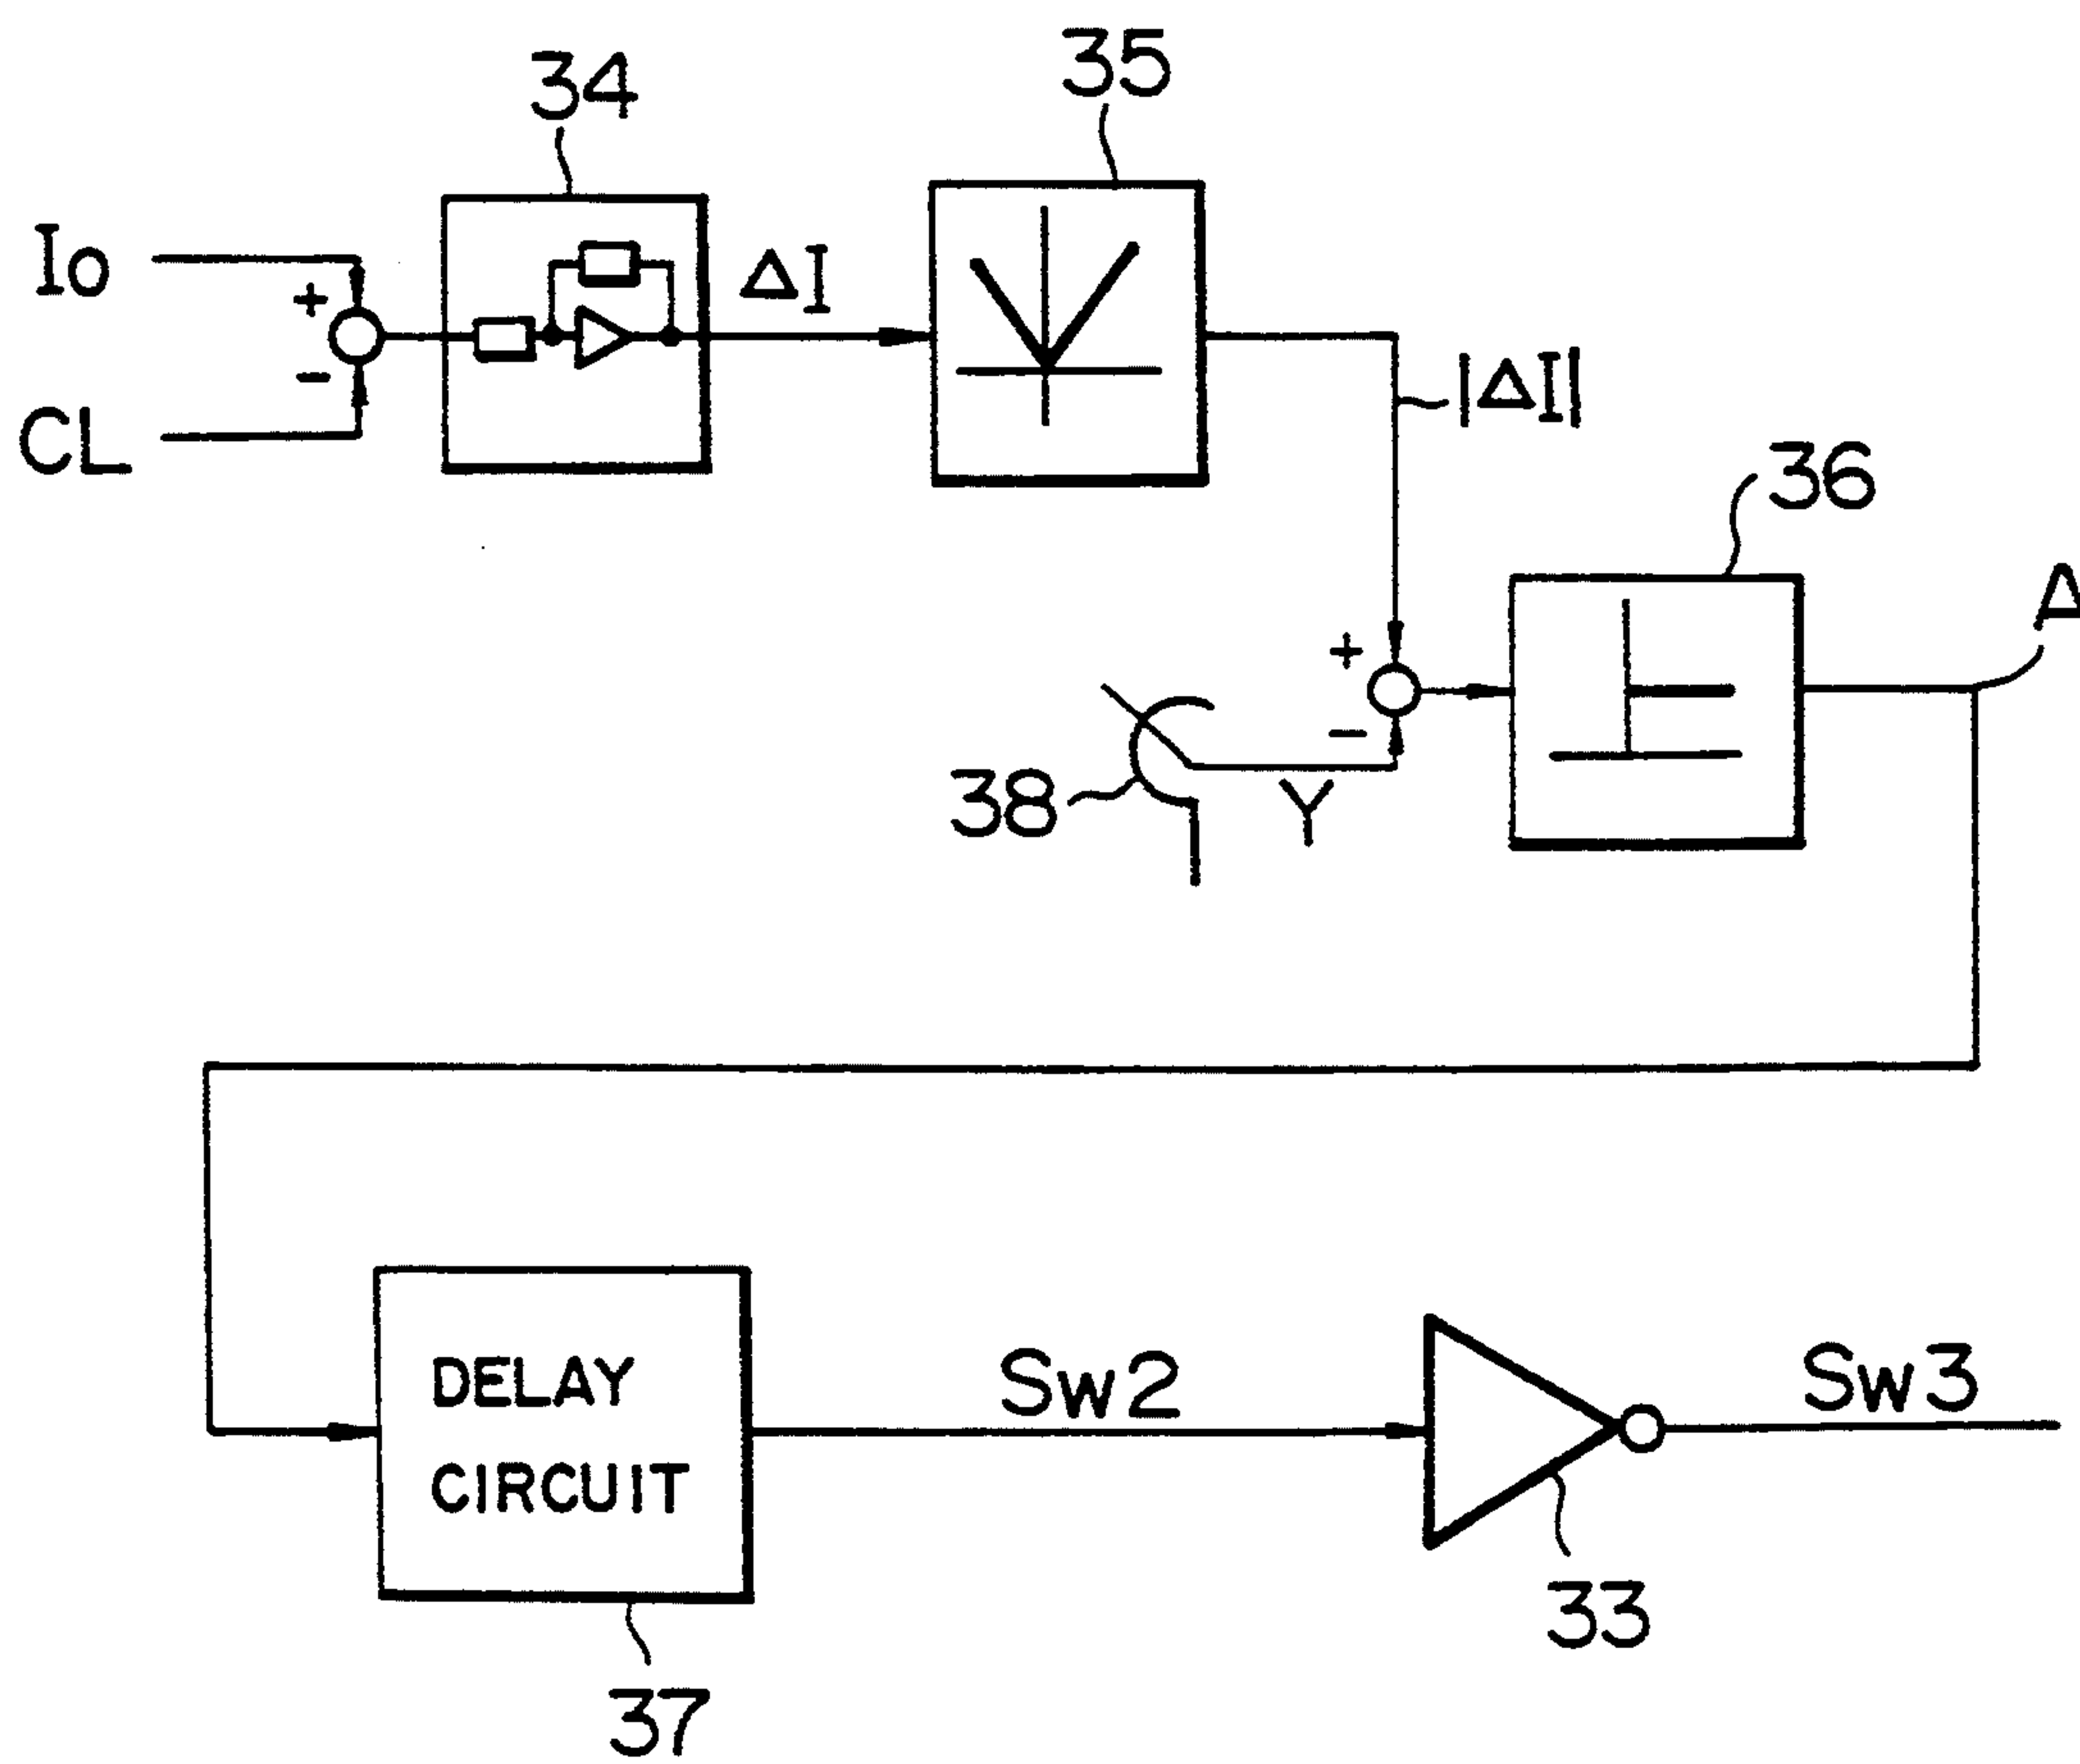 34
35
Io
+
-
CL
ΔI
|ΔI|
36
+
-
38
Y
DELAY
CIRCUIT
Sw2
Sw3
33
37